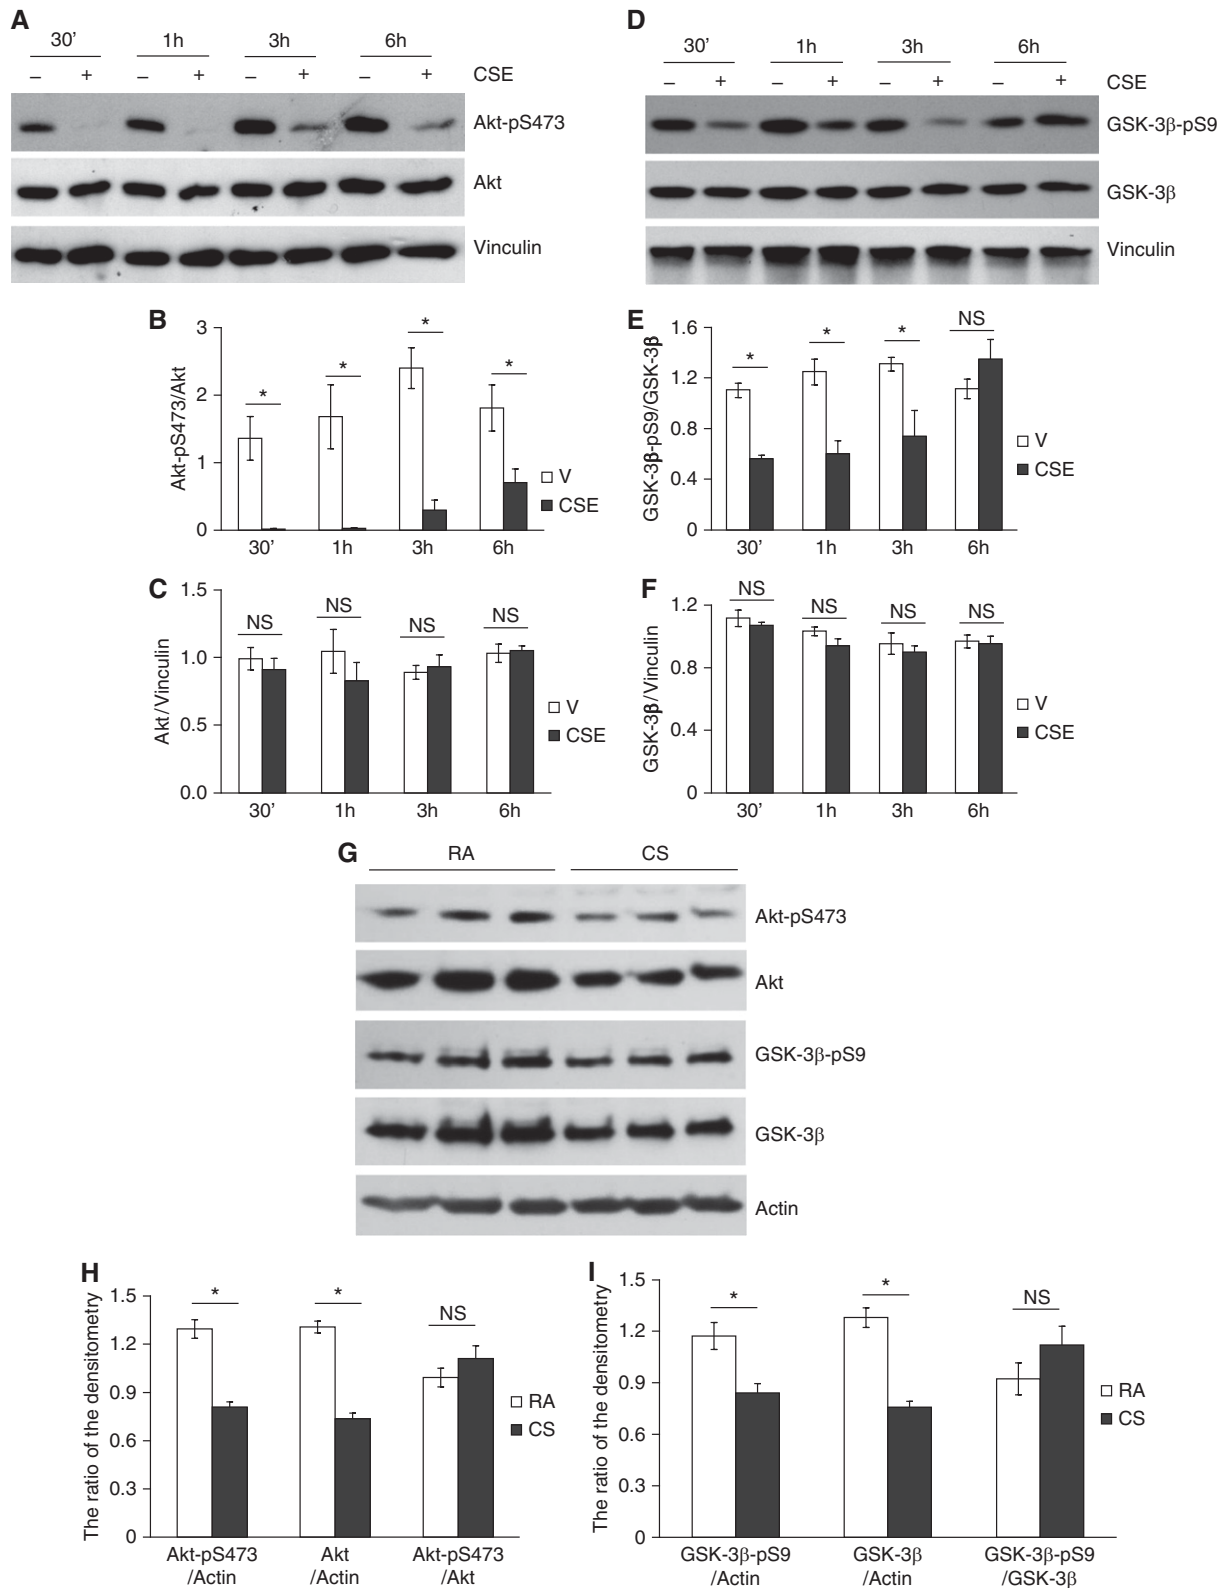 A
30’ 1h 3h 6h
– + – + – + – + CSE
Akt-pS473
Akt
Vinculin
D
30’ 1h 3h 6h
– + – + – + – + CSE
GSK-3β-pS9
GSK-3β
Vinculin
B
Akt-pS473/Akt
3
2
1
0
* * * *
30’ 1h 3h 6h
V
CSE
E
GSK-3β-pS9/GSK-3β
1.6
1.2
0.8
0.4
0
* * * NS
30’ 1h 3h 6h
V
CSE
C
Akt/Vinculin
1.5
1.0
0.5
0.0
NS NS NS NS
30’ 1h 3h 6h
V
CSE
F
GSK-3β/Vinculin
1.2
0.8
0.4
0
NS NS NS NS
30’ 1h 3h 6h
V
CSE
G
RA CS
Akt-pS473
Akt
GSK-3β-pS9
GSK-3β
Actin
H
The ratio of the densitometry
1.5
1.2
0.9
0.6
0.3
0
* * NS
Akt-pS473 Akt Akt-pS473
/Actin /Actin /Akt
RA
CS
I
The ratio of the densitometry
1.5
1.2
0.9
0.6
0.3
0
* * NS
GSK-3β-pS9 GSK-3β GSK-3β-pS9
/Actin /Actin /GSK-3β
RA
CS